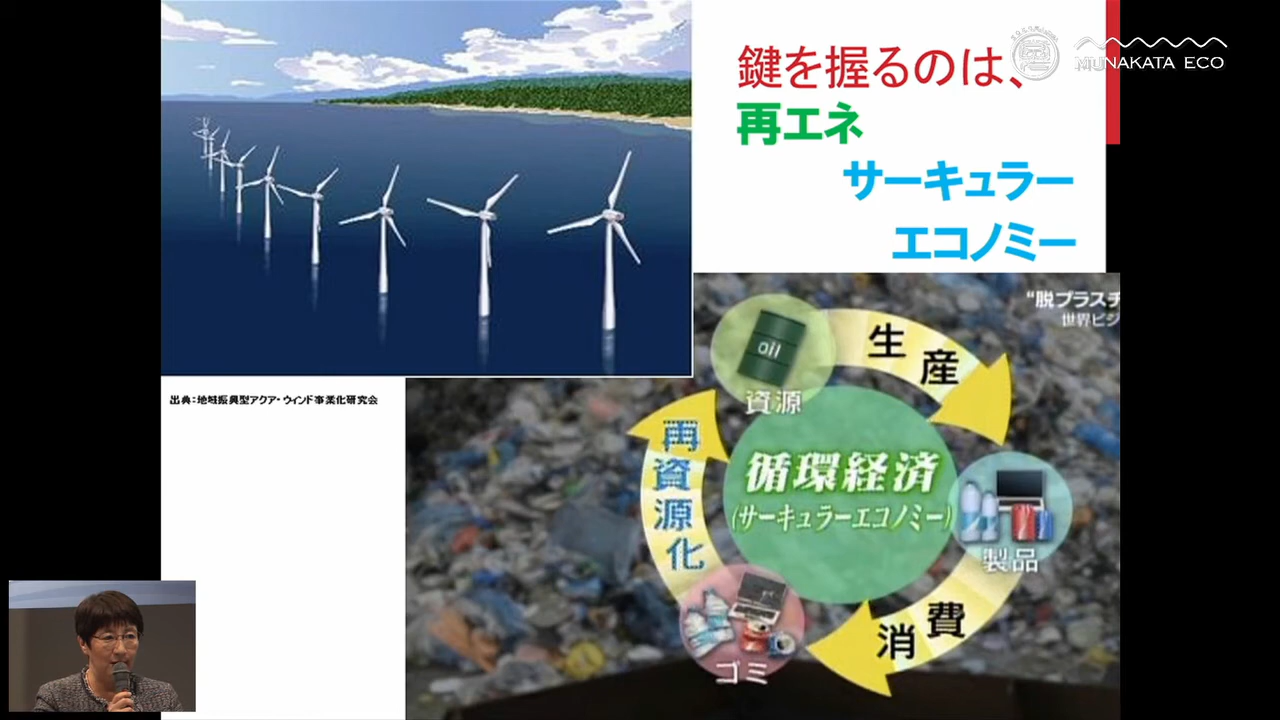 鍵を握るのは、
再エネ
サーキュラー
エコノミー
MUNAKATA ECO
出典：地域振興型アクア・ウィンド事業化研究会
“脱プラスチ
世界ビジ
oil
資源
生産
製品
消費
ゴミ
再資源化
循環経済
(サーキュラーエコノミー)